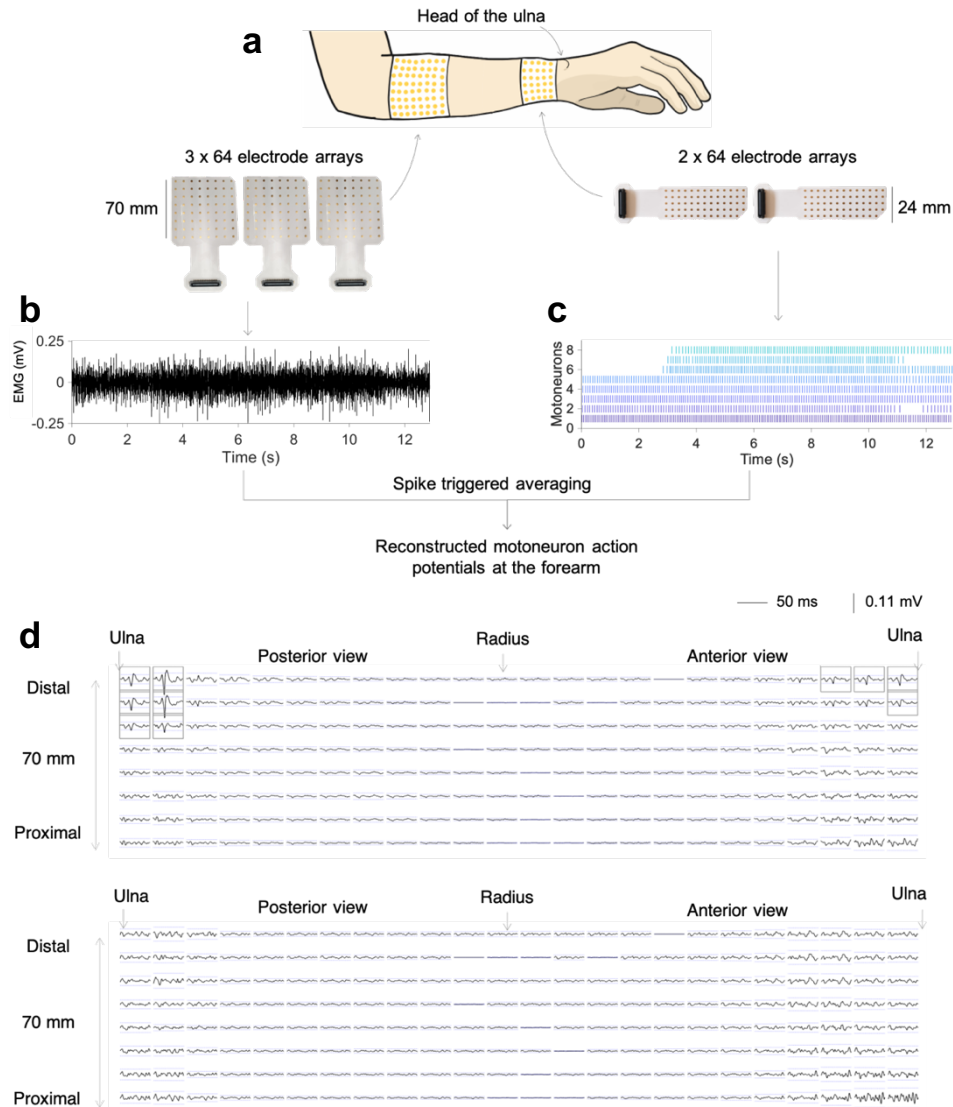 Head of the ulna
a
3 x 64 electrode arrays
2 x 64 electrode arrays
70 mm
24 mm
b
c
EMG (mV)
0.25
0
-0.25
0 2 4 6 8 10 12
Time (s)
Motoneurons
8
6
4
2
0
0 2 4 6 8 10 12
Time (s)
Spike triggered averaging
Reconstructed motoneuron action
potentials at the forearm
50 ms
0.11 mV
d
Ulna
Posterior view
Radius
Anterior view
Ulna
Distal
70 mm
Proximal
Ulna
Posterior view
Radius
Anterior view
Ulna
Distal
70 mm
Proximal